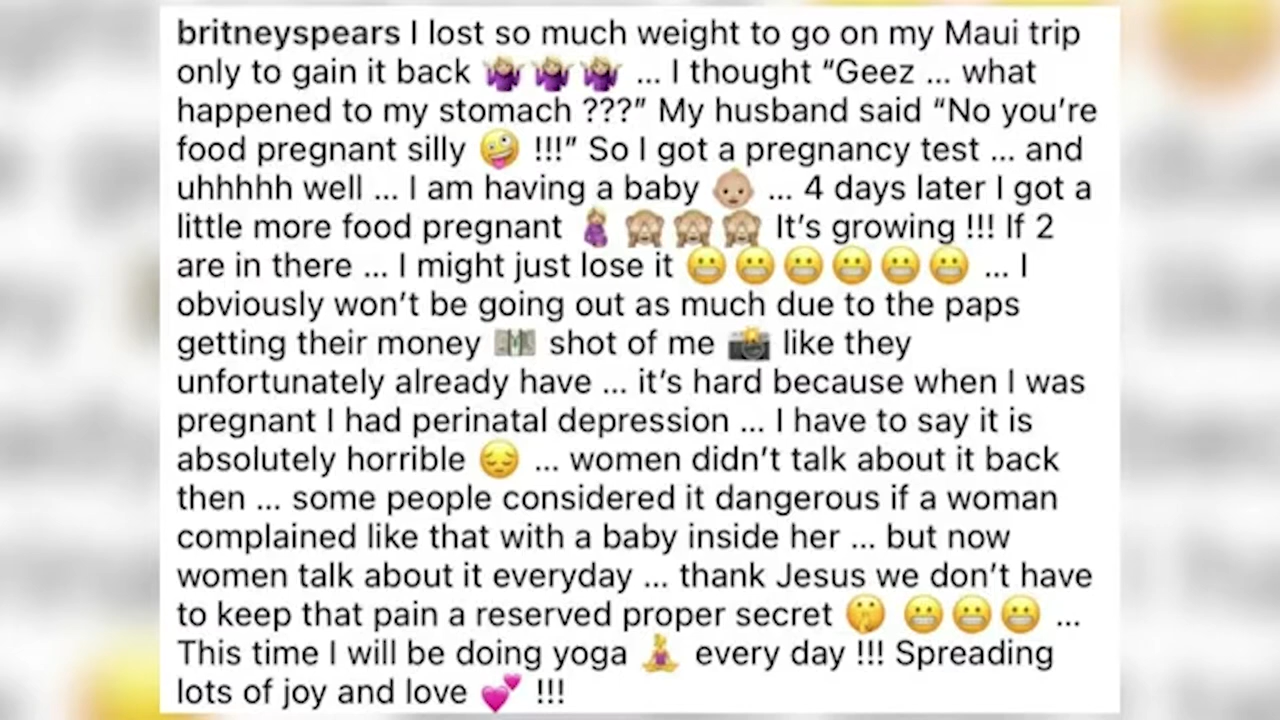 britneyspears I lost so much weight to go on my Maui trip
only to gain it back 🤷🏼‍♀️🤷🏼‍♀️🤷🏼‍♀️ ... I thought “Geez ... what
happened to my stomach ???” My husband said “No you’re
food pregnant silly 🤪 !!!” So I got a pregnancy test ... and
uhhhhh well ... I am having a baby 👶🏼 ... 4 days later I got a
little more food pregnant 🤰🏼🙈🙈🙈 It’s growing !!! If 2
are in there ... I might just lose it 😬😬😬😬😬😬 ... I
obviously won’t be going out as much due to the paps
getting their money 💵 shot of me 📸 like they
unfortunately already have ... it’s hard because when I was
pregnant I had perinatal depression ... I have to say it is
absolutely horrible 😔 ... women didn’t talk about it back
then ... some people considered it dangerous if a woman
complained like that with a baby inside her ... but now
women talk about it everyday ... thank Jesus we don’t have
to keep that pain a reserved proper secret 🤫 😬😬😬 ...
This time I will be doing yoga 🧘🏼‍♀️ every day !!! Spreading
lots of joy and love 💕 !!!